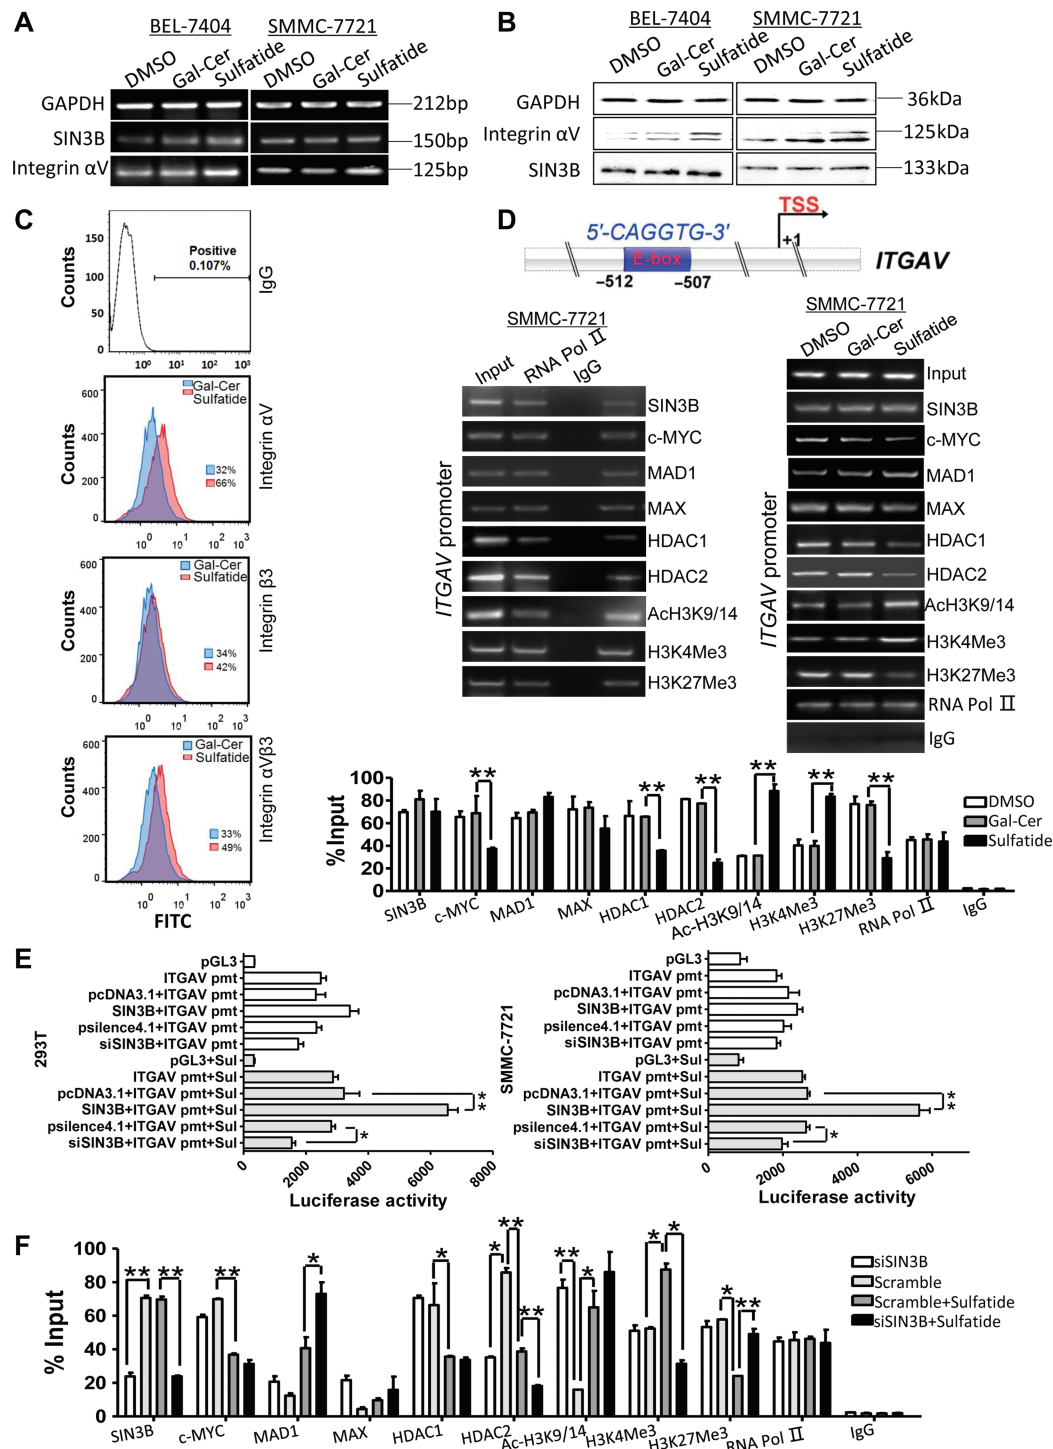 A
BEL-7404 SMMC-7721
DMSO Gal-Cer Sulfatide DMSO Gal-Cer Sulfatide
GAPDH 212bp
SIN3B 150bp
Integrin αV 125bp
B
BEL-7404 SMMC-7721
DMSO Gal-Cer Sulfatide DMSO Gal-Cer Sulfatide
GAPDH 36kDa
Integrin αV 125kDa
SIN3B 133kDa
C
Counts
150
100
50
0
Positive
0.107%
10⁰ 10¹ 10² 10³
IgG
Counts
600
400
200
0
Gal-Cer
Sulfatide
32%
66%
10⁰ 10¹ 10² 10³
Integrin αV
Counts
600
400
200
0
Gal-Cer
Sulfatide
34%
42%
10⁰ 10¹ 10² 10³
Integrin β3
Counts
600
400
200
0
Gal-Cer
Sulfatide
33%
49%
10⁰ 10¹ 10² 10³
Integrin αVβ3
FITC
D
5'-CAGGTG-3'
TSS
+1
E-box
ITGAV
−512 −507
SMMC-7721
Input RNA Pol II IgG
ITGAV promoter
SIN3B
c-MYC
MAD1
MAX
HDAC1
HDAC2
AcH3K9/14
H3K4Me3
H3K27Me3
SMMC-7721
DMSO Gal-Cer Sulfatide
ITGAV promoter
Input
SIN3B
c-MYC
MAD1
MAX
HDAC1
HDAC2
AcH3K9/14
H3K4Me3
H3K27Me3
RNA Pol II
IgG
% Input
100
80
60
40
20
0
** ** ** ** ** **
DMSO
Gal-Cer
Sulfatide
SIN3B c-MYC MAD1 MAX HDAC1 HDAC2 Ac-H3K9/14 H3K4Me3 H3K27Me3 RNA Pol II IgG
E
293T
pGL3
ITGAV pmt
pcDNA3.1+ITGAV pmt
SIN3B+ITGAV pmt
psilence4.1+ITGAV pmt
siSIN3B+ITGAV pmt
pGL3+Sul
ITGAV pmt+Sul
pcDNA3.1+ITGAV pmt+Sul
SIN3B+ITGAV pmt+Sul
psilence4.1+ITGAV pmt+Sul
siSIN3B+ITGAV pmt+Sul
**
*
0 2000 4000 6000 8000
Luciferase activity
SMMC-7721
pGL3
ITGAV pmt
pcDNA3.1+ITGAV pmt
SIN3B+ITGAV pmt
psilence4.1+ITGAV pmt
siSIN3B+ITGAV pmt
pGL3+Sul
ITGAV pmt+Sul
pcDNA3.1+ITGAV pmt+Sul
SIN3B+ITGAV pmt+Sul
psilence4.1+ITGAV pmt+Sul
siSIN3B+ITGAV pmt+Sul
**
*
0 2000 4000 6000
Luciferase activity
F
% Input
100
80
60
40
20
0
** ** ** * * * ** ** ** * * * * **
siSIN3B
Scramble
Scramble+Sulfatide
siSIN3B+Sulfatide
SIN3B c-MYC MAD1 MAX HDAC1 HDAC2 Ac-H3K9/14 H3K4Me3 H3K27Me3 RNA Pol II IgG